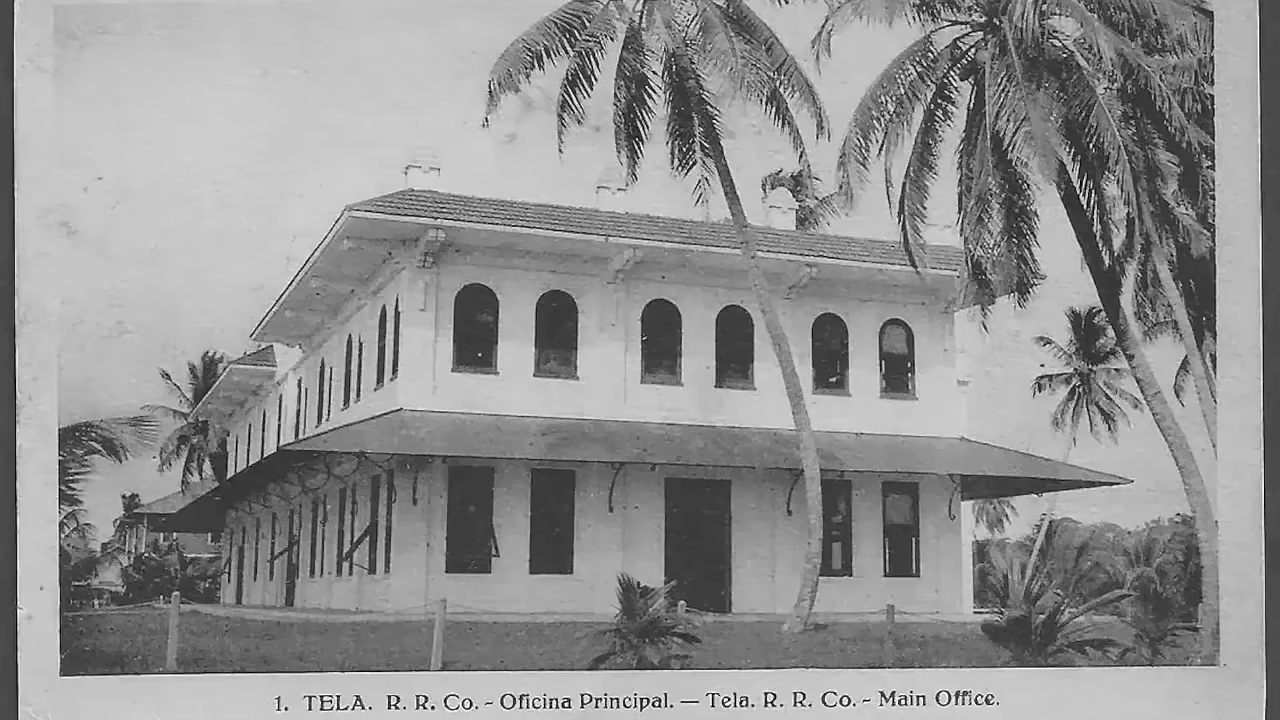 1. TELA. R. R. Co. - Oficina Principal. — Tela. R. R. Co. - Main Office.